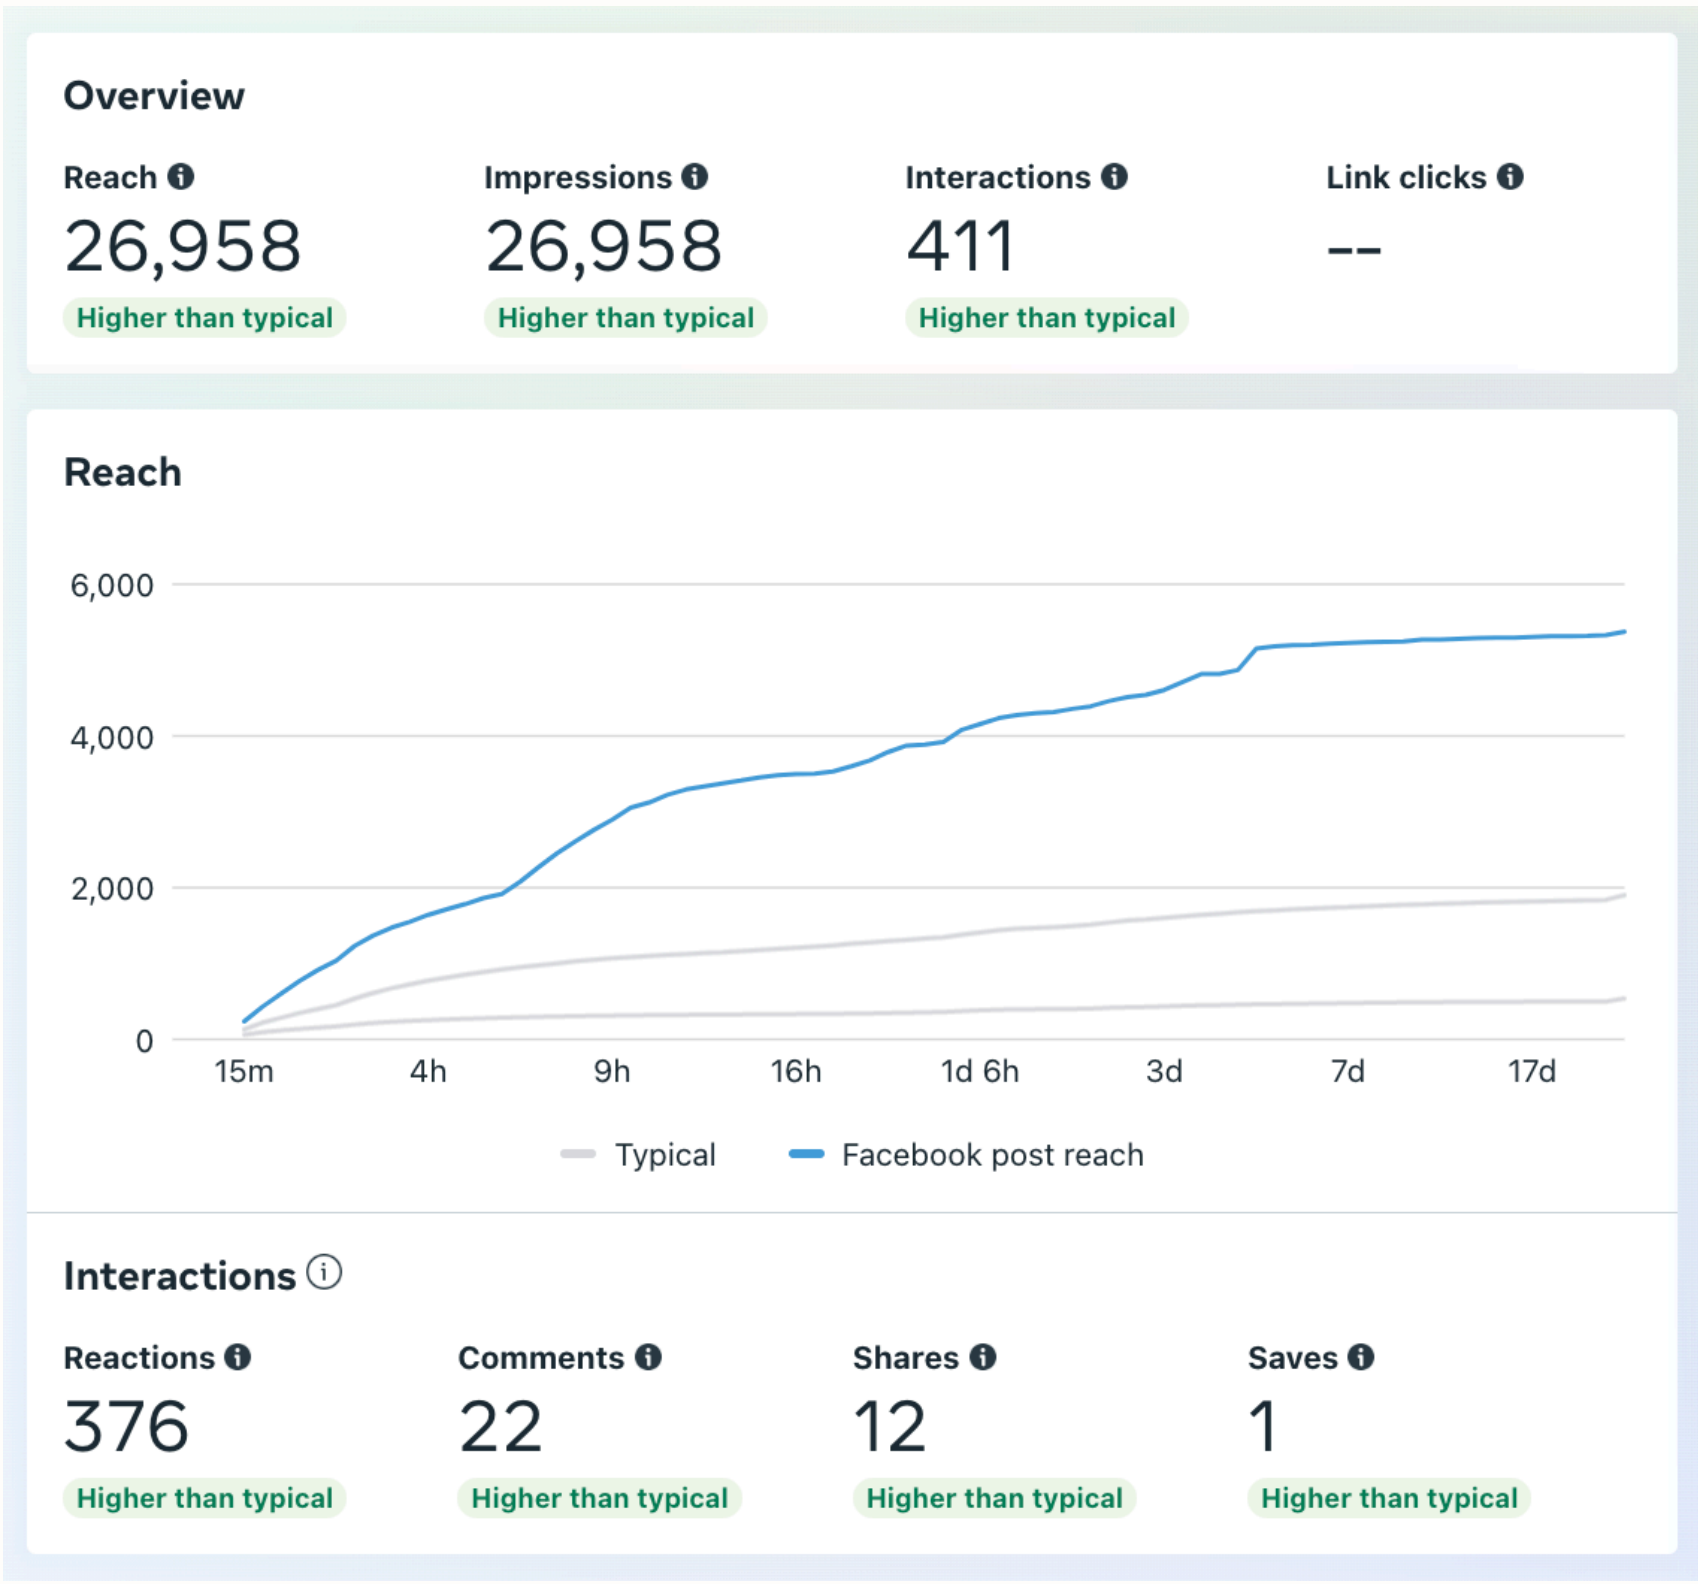 Overview
Reach
Impressions
Interactions
Link clicks
26,958
26,958
411
--
Higher than typical
Higher than typical
Higher than typical
Reach
6,000
4,000
2,000
0
15m
4h
9h
16h
1d 6h
3d
7d
17d
Typical
Facebook post reach
Interactions
Reactions
Comments
Shares
Saves
376
22
12
1
Higher than typical
Higher than typical
Higher than typical
Higher than typical